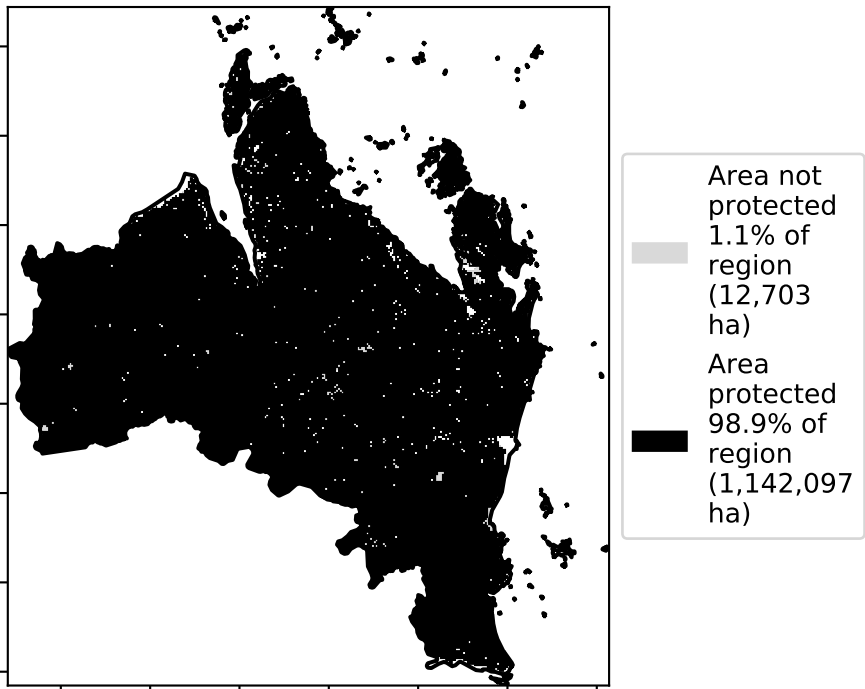 Area not
protected
1.1% of
region
(12,703
ha)
Area
protected
98.9% of
region
(1,142,097
ha)